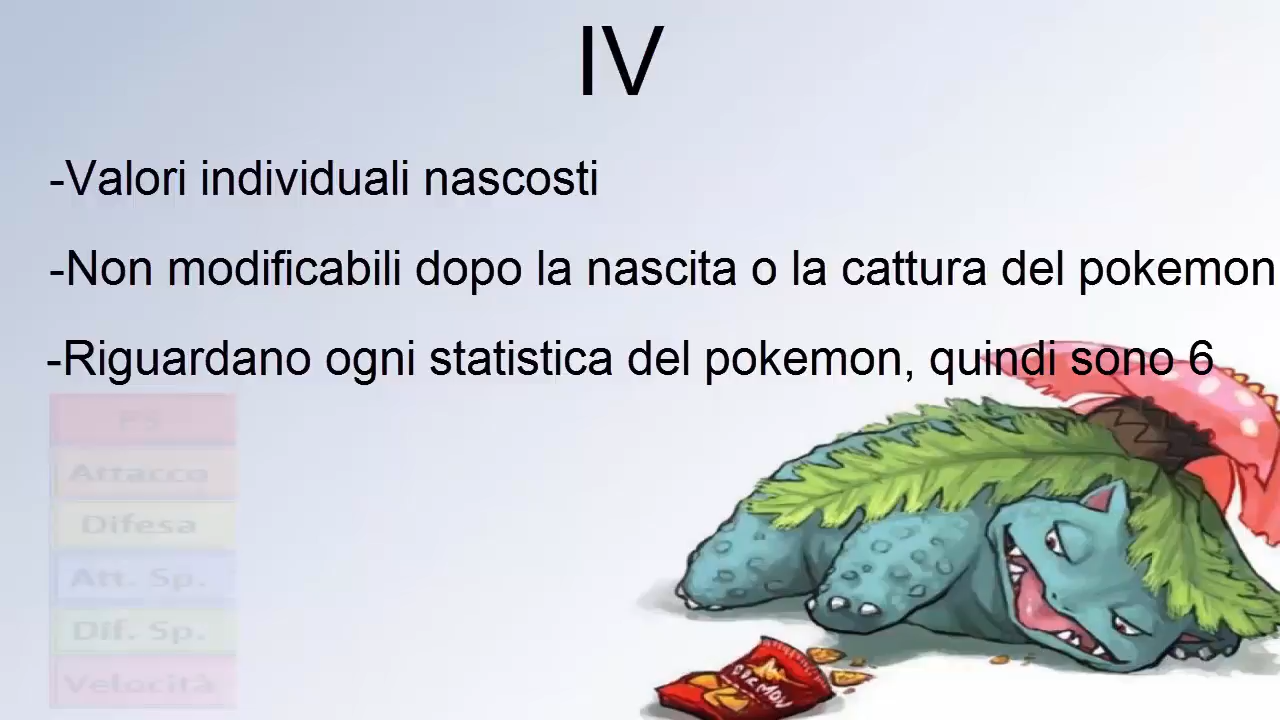 IV
-Valori individuali nascosti
-Non modificabili dopo la nascita o la cattura del pokemon
-Riguardano ogni statistica del pokemon, quindi sono 6
PS
Attacco
Difesa
Att. Sp.
Dif. Sp.
Velocità